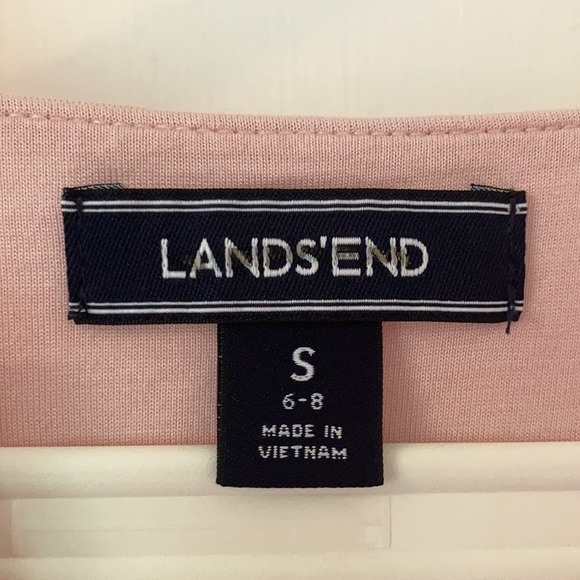 LANDS'END
S
6-8
MADE IN
VIETNAM